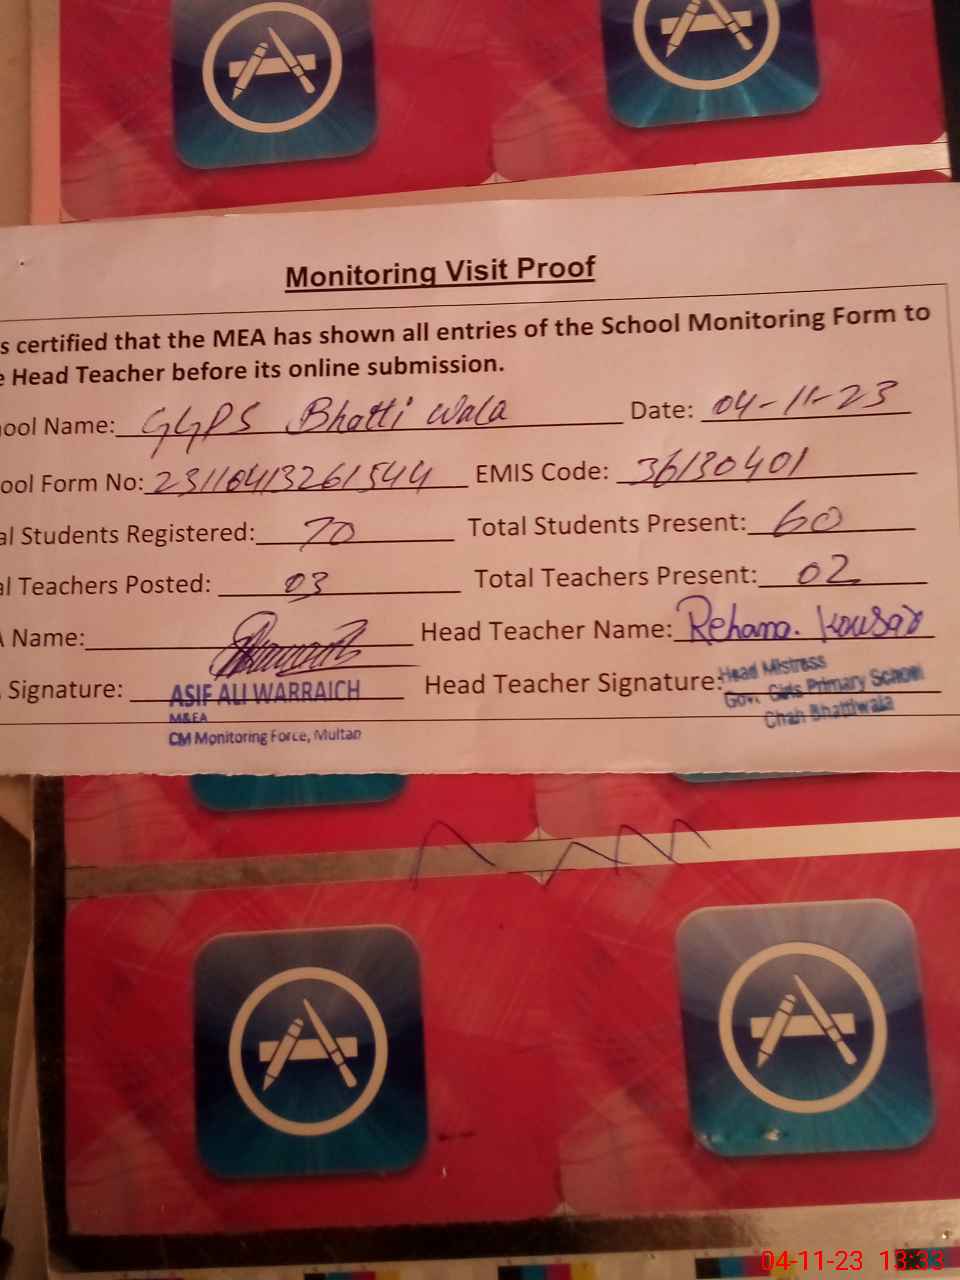 Monitoring Visit Proof
s certified that the MEA has shown all entries of the School Monitoring Form to
e Head Teacher before its online submission.
ool Name: GGPS Bhatti Wala Date: 04-11-23
ool Form No: 23110413261544 EMIS Code: 36130401
al Students Registered: 70 Total Students Present: 60
al Teachers Posted: 03 Total Teachers Present: 02
A Name: Head Teacher Name: Rehana. Kousar
Signature: Head Teacher Signature:
ASIF ALI WARRAICH
M&EA
CM Monitoring Force, Multan
Head Mistress
Govt. Girls Primary School
Chah Bhattiwala
04-11-23 13:33